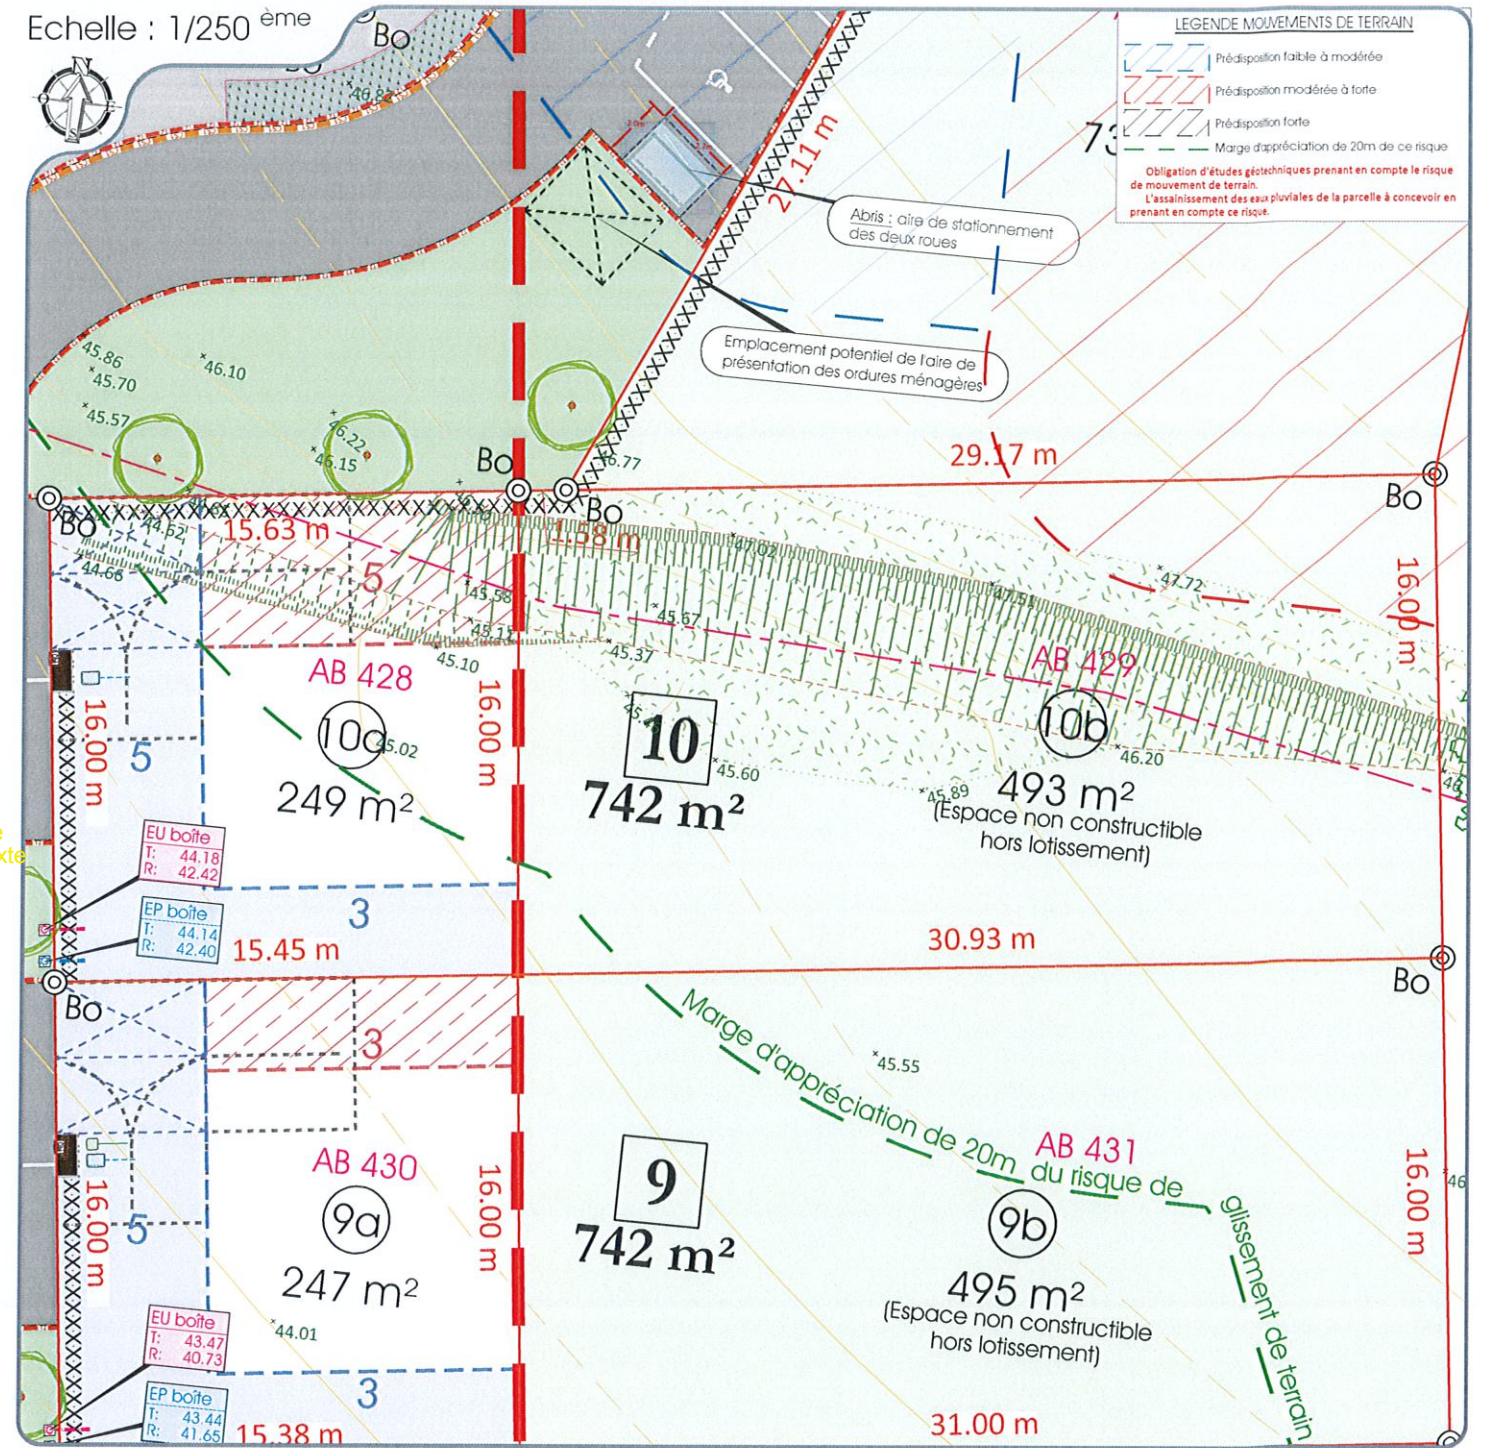 Echelle : 1/250 ème
N
O
E
S
Bo
46.83
LEGENDE MOUVEMENTS DE TERRAIN
Prédisposition faible à modérée
Prédisposition modérée à forte
Prédisposition forte
Marge d'appréciation de 20m de ce risque
Obligation d'études géotechniques prenant en compte le risque
de mouvement de terrain.
L'assainissement des eaux pluviales de la parcelle à concevoir en
prenant en compte ce risque.
27.11 m
Abris : aire de stationnement
des deux roues
Emplacement potentiel de l'aire de
présentation des ordures ménagères
45.86
45.70
45.57
46.10
46.22
46.15
46.77
Bo
Bo
Bo
Bo
29.17 m
15.63 m
1.58 m
44.62
44.66
5
45.58
45.10
45.37
45.67
47.02
47.51
47.72
16.00 m
AB 428
10a
45.02
249 m²
16.00 m
16.00 m
5
10
742 m²
45.60
45.89
AB 429
10b
46.20
493 m²
(Espace non constructible
hors lotissement)
EU boîte
T: 44.18
R: 42.42
EP boîte
T: 44.14
R: 42.40
3
15.45 m
30.93 m
Bo
Bo
3
Marge d'appréciation de 20m du risque de
glissement de terrain
45.55
AB 430
9a
247 m²
16.00 m
16.00 m
5
9
742 m²
AB 431
9b
495 m²
(Espace non constructible
hors lotissement)
16.00 m
44.01
EU boîte
T: 43.47
R: 40.73
EP boîte
T: 43.44
R: 41.65
3
15.38 m
31.00 m